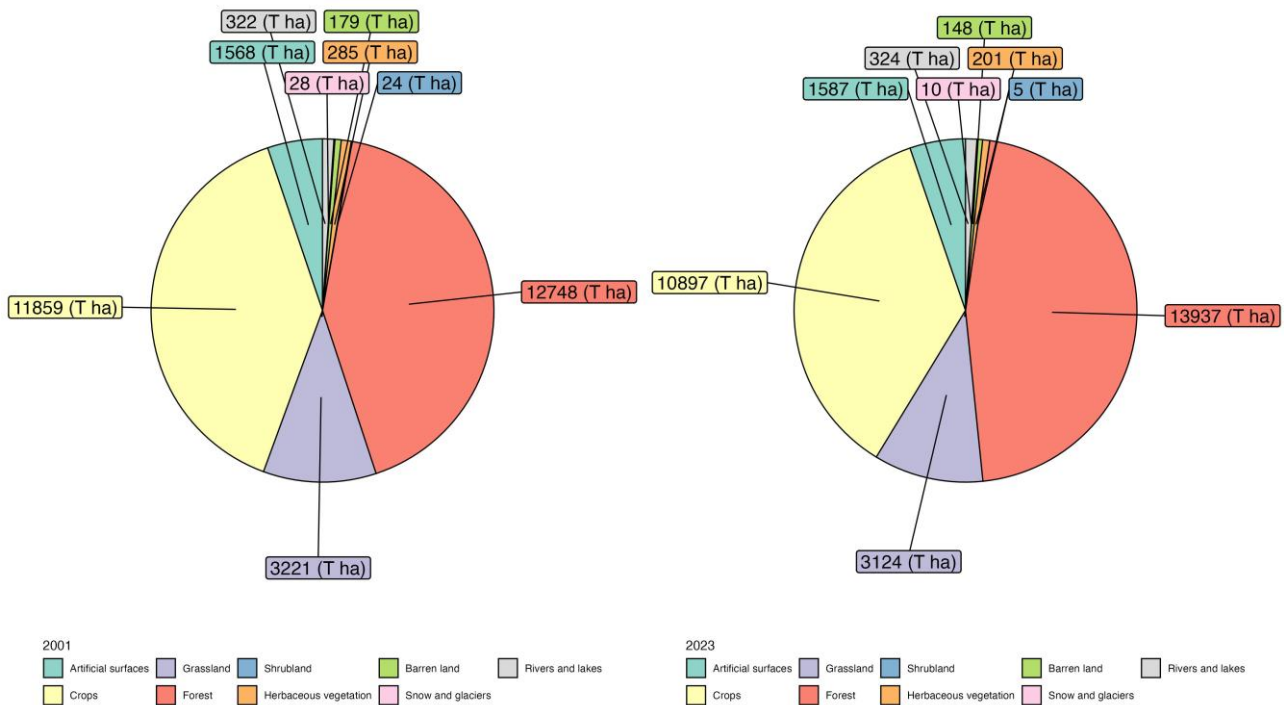 322 (T ha) 179 (T ha)
1568 (T ha) 285 (T ha)
28 (T ha) 24 (T ha)
11859 (T ha) 12748 (T ha)
3221 (T ha)
2001
Artificial surfaces Grassland Shrubland Barren land Rivers and lakes
Crops Forest Herbaceous vegetation Snow and glaciers
148 (T ha)
324 (T ha) 201 (T ha)
1587 (T ha) 10 (T ha) 5 (T ha)
10897 (T ha) 13937 (T ha)
3124 (T ha)
2023
Artificial surfaces Grassland Shrubland Barren land Rivers and lakes
Crops Forest Herbaceous vegetation Snow and glaciers